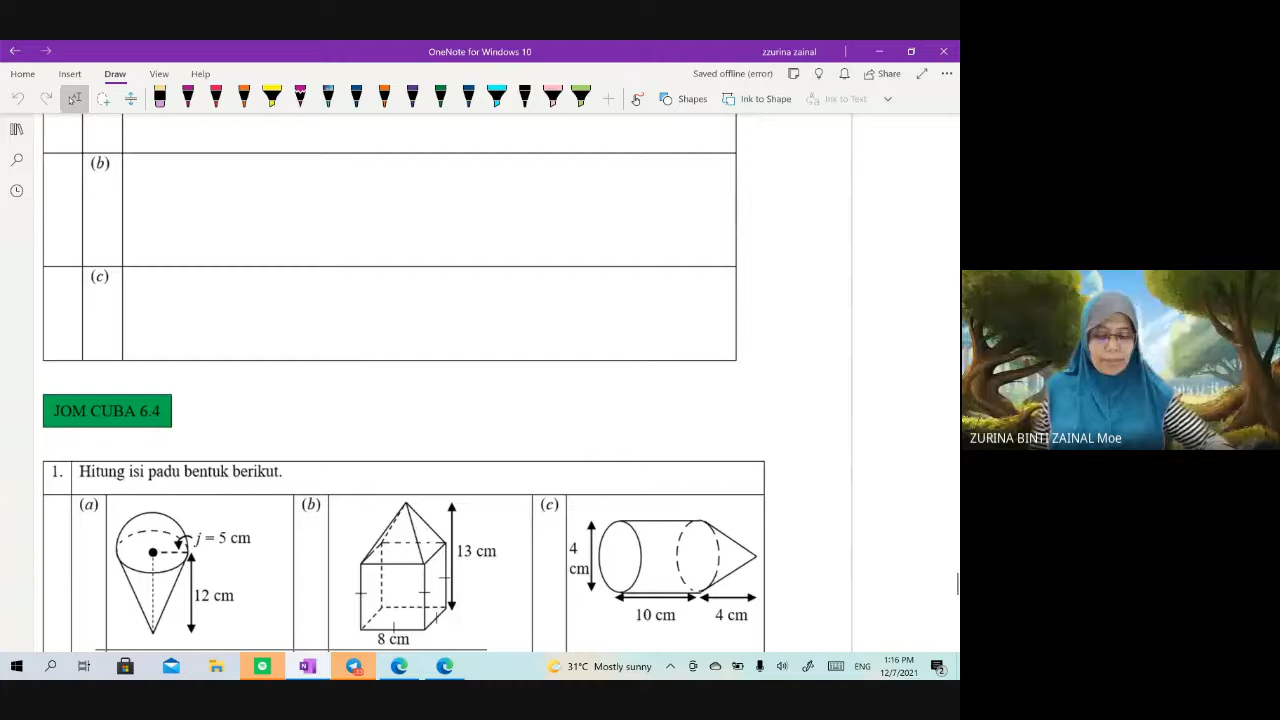 OneNote for Windows 10
zzurina zainal
Home Insert Draw View Help
Saved offline (error)
Share
Shapes
Ink to Shape
Ink to Text
(b)
(c)
JOM CUBA 6.4
1. Hitung isi padu bentuk berikut.
(a)
j = 5 cm
12 cm
(b)
13 cm
8 cm
(c)
4
cm
10 cm
4 cm
ZURINA BINTI ZAINAL Moe
31°C Mostly sunny
ENG
1:16 PM
12/7/2021
2